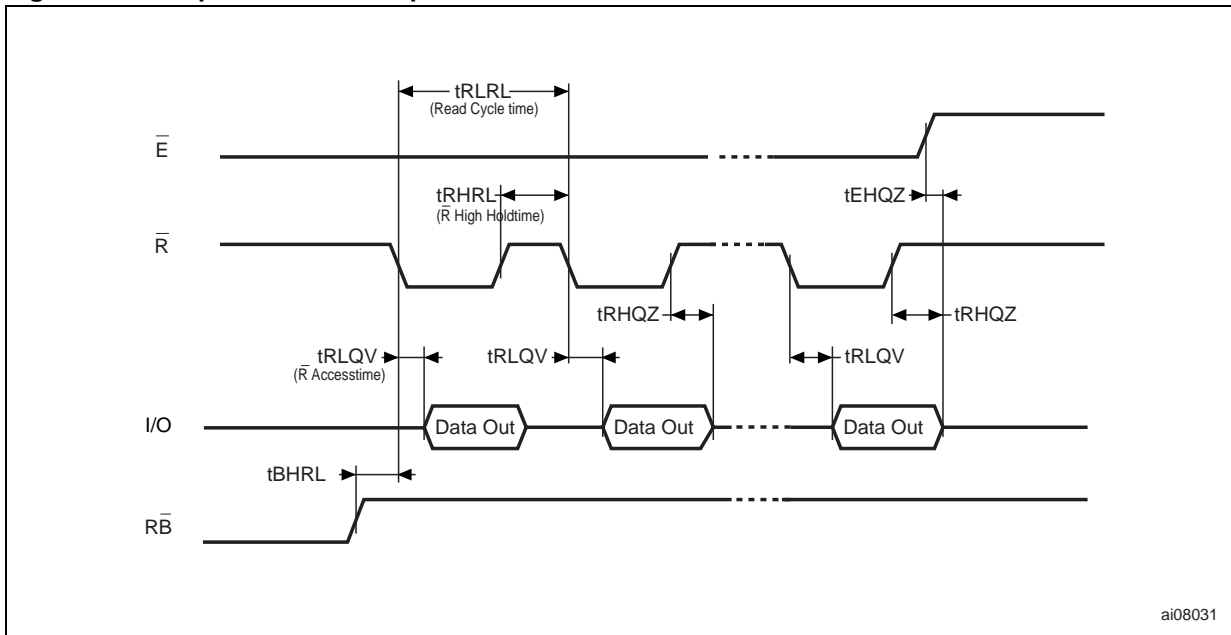 tRLRL
(Read Cycle time)
E̅
tRHRL
(R̅ High Holdtime)
tEHQZ
R̅
tRHQZ
tRHQZ
tRLQV
(R̅ Accesstime)
tRLQV
tRLQV
I/O
Data Out
Data Out
Data Out
tBHRL
RB̅
ai08031